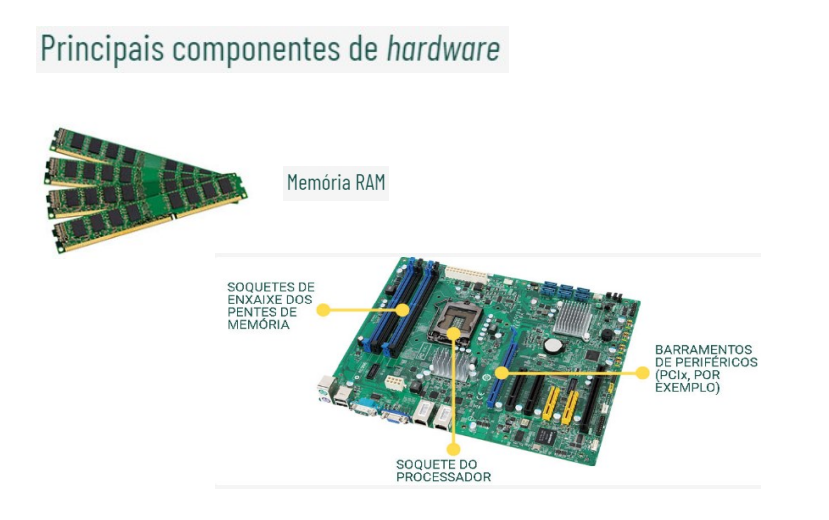 Principais componentes de hardware
Memória RAM
SOQUETES DE
ENXAIXE DOS
PENTES DE
MEMÓRIA
BARRAMENTOS
DE PERIFÉRICOS
(PCIx, POR
EXEMPLO)
SOQUETE DO
PROCESSADOR